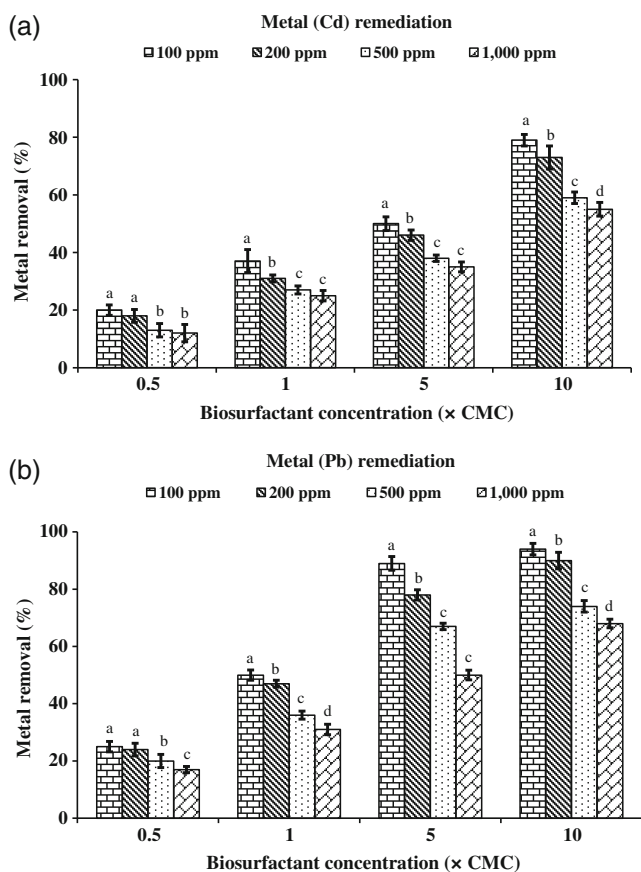 (a)
Metal (Cd) remediation
100 ppm 200 ppm 500 ppm 1,000 ppm
Metal removal (%)
100
80
60
40
20
0
a a b b
a b c c
a b c c
a b c d
0.5 1 5 10
Biosurfactant concentration (× CMC)
(b)
Metal (Pb) remediation
100 ppm 200 ppm 500 ppm 1,000 ppm
Metal removal (%)
100
80
60
40
20
0
a a b c
a b c d
a b c c
a b c d
0.5 1 5 10
Biosurfactant concentration (× CMC)